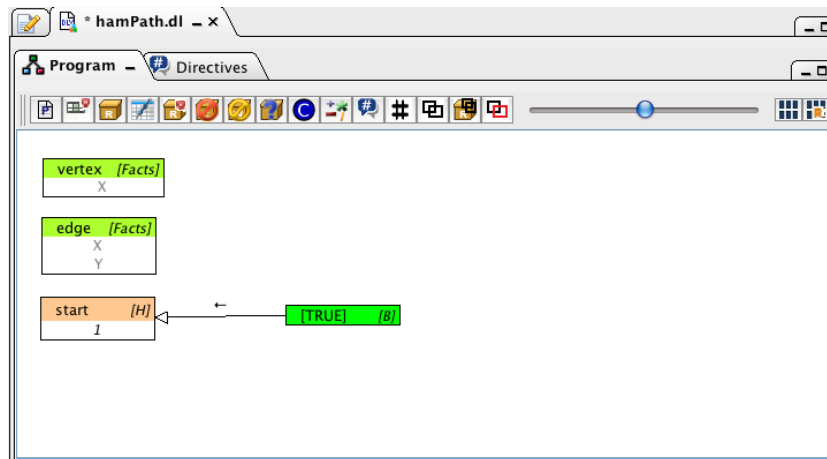 * hamPath.dl
Program
Directives
vertex [Facts]
X
edge [Facts]
X
Y
start [H]
1
←
[TRUE] [B]